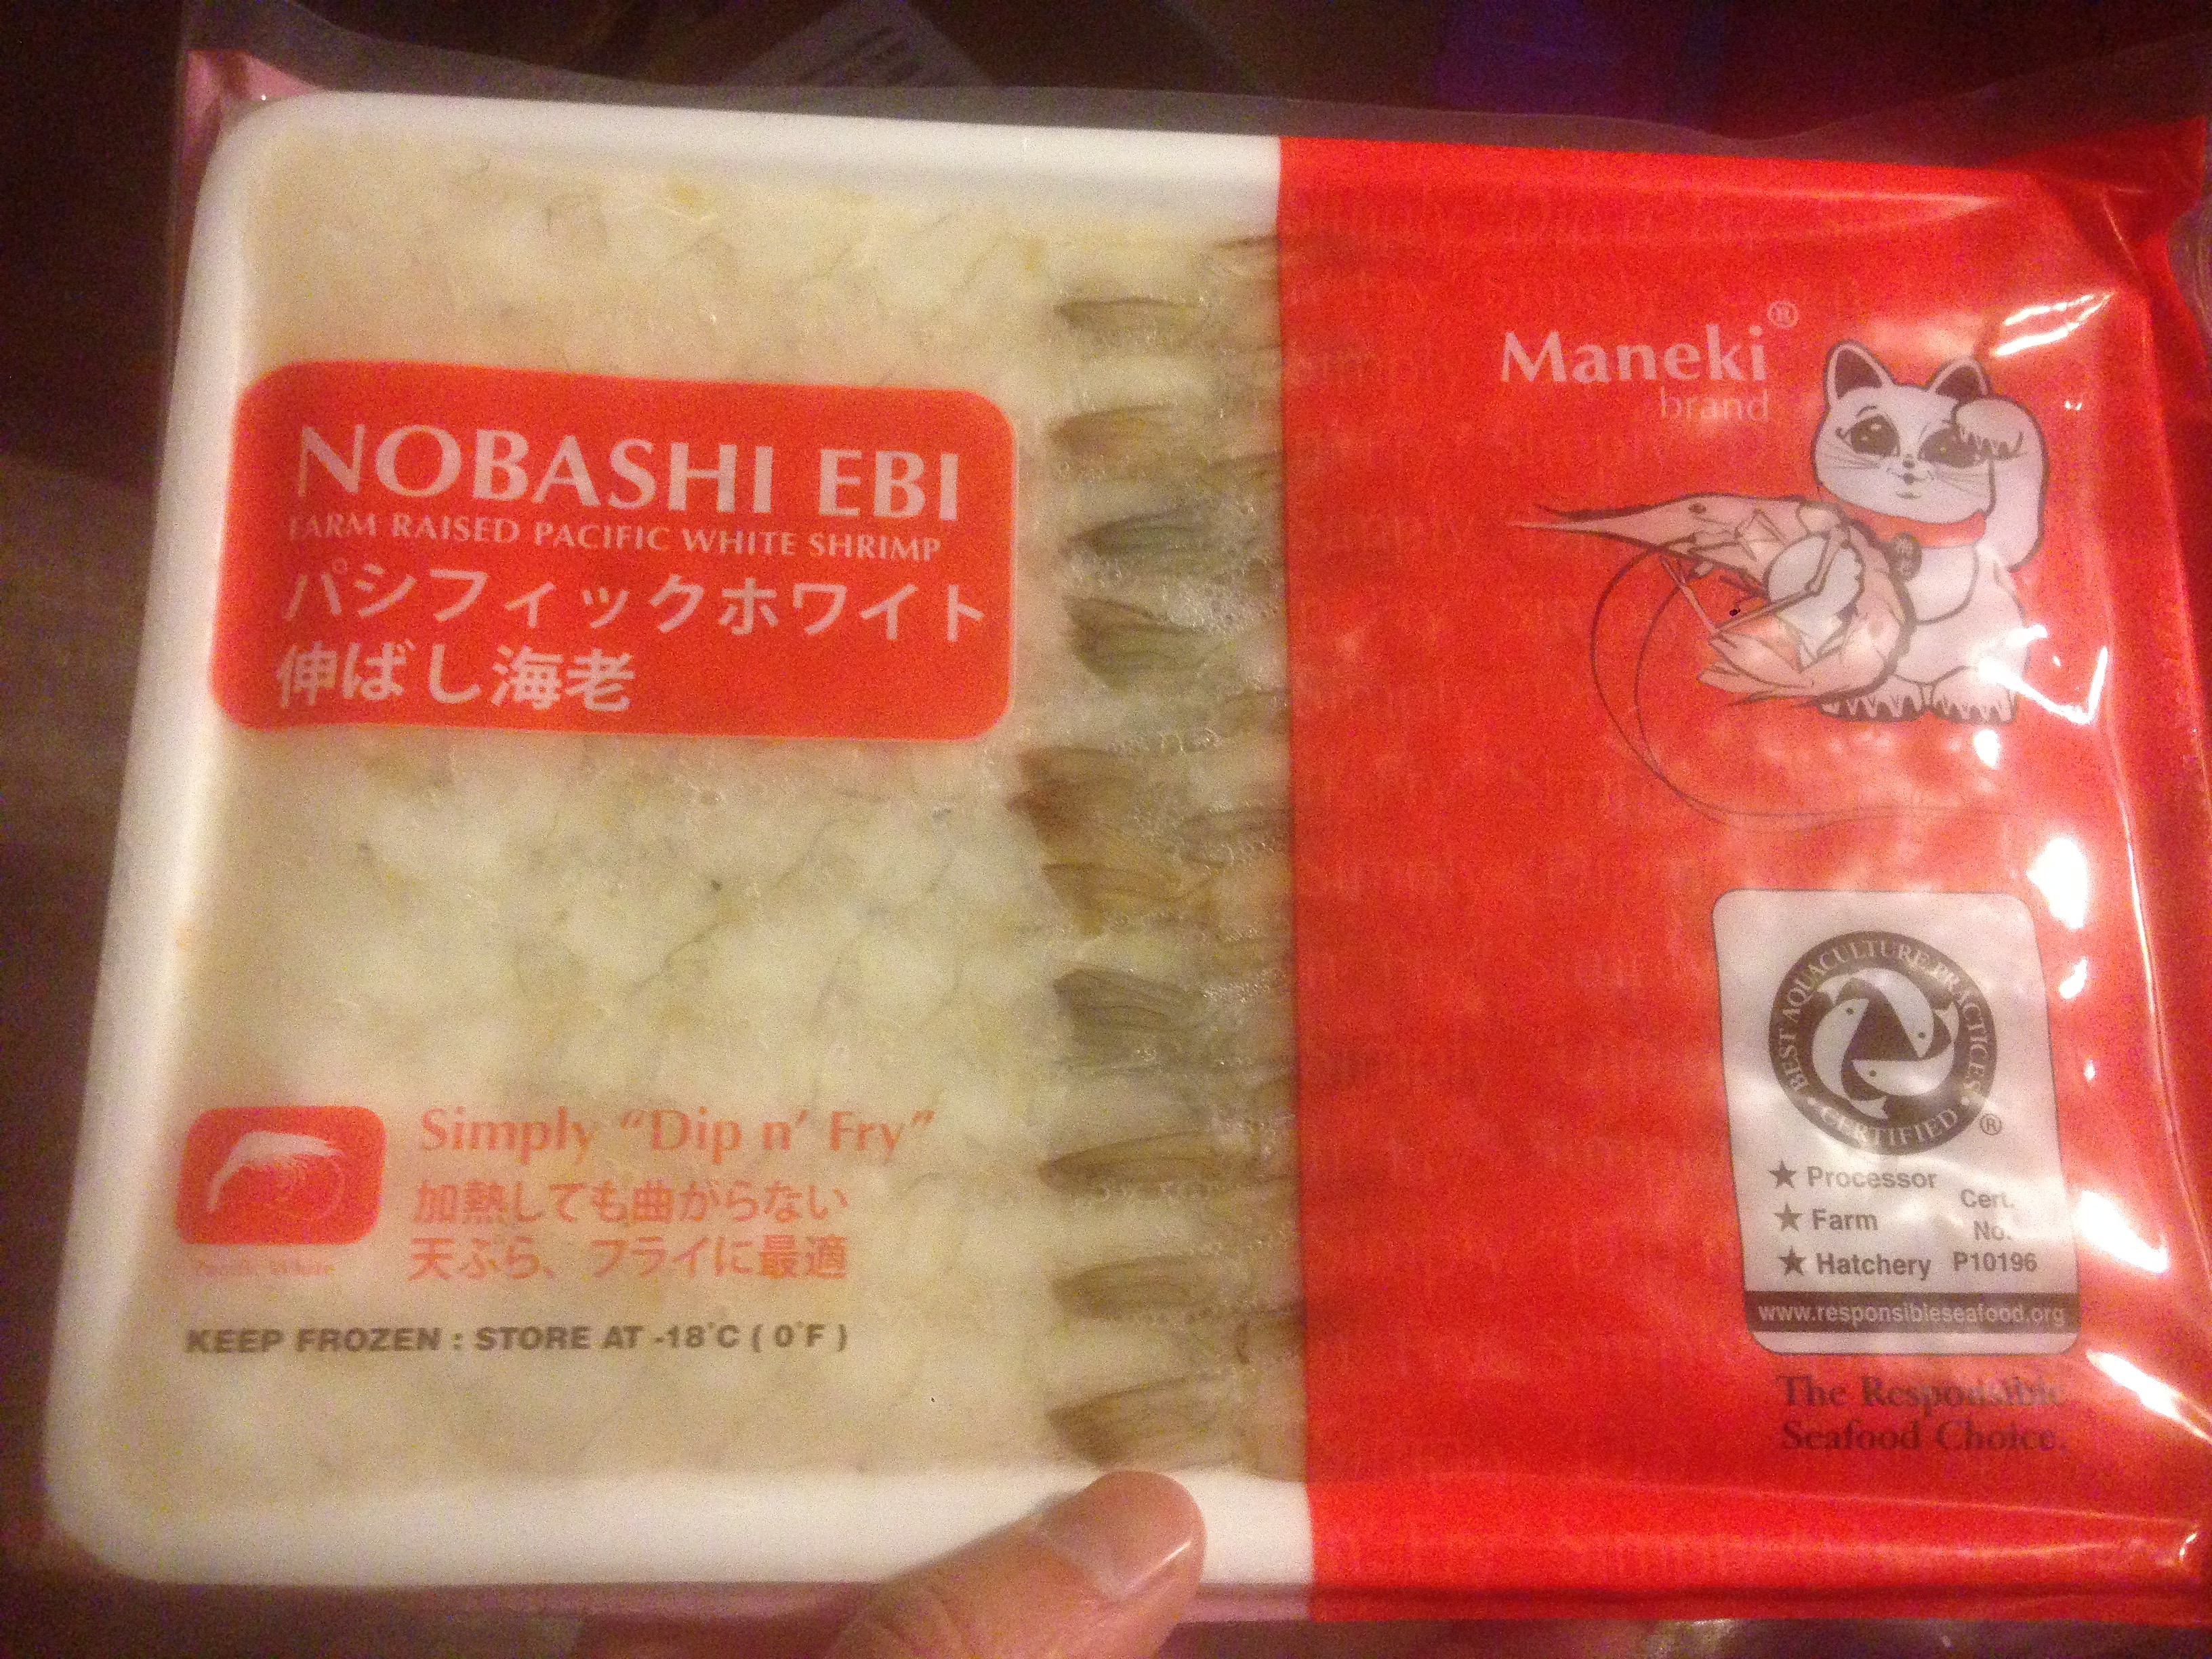 NOBASHI EBI
FARM RAISED PACIFIC WHITE SHRIMP
パシフィックホワイト
伸ばし海老
Simply "Dip n' Fry"
加熱しても曲がらない
天ぷら、フライに最適
KEEP FROZEN : STORE AT -18°C ( 0°F )
Maneki®
brand
BEST AQUACULTURE PRACTICES
CERTIFIED
®
★ Processor
★ Farm
★ Hatchery
Cert.
No.
P10196
www.responsibleseafood.org
The Responsible
Seafood Choice.